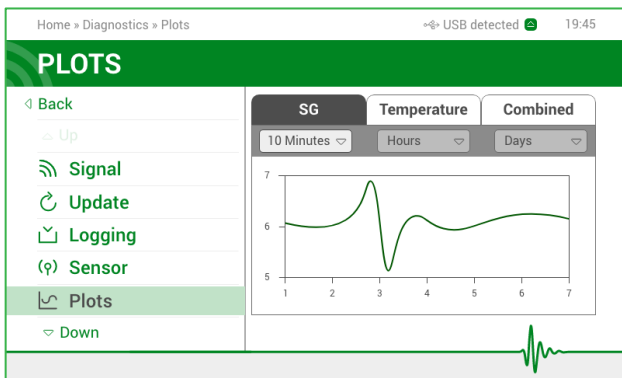 Home » Diagnostics » Plots USB detected 19:45
PLOTS
Back
Up
Signal
Update
Logging
Sensor
Plots
Down
SG Temperature Combined
10 Minutes Hours Days
7
6
5
1 2 3 4 5 6 7